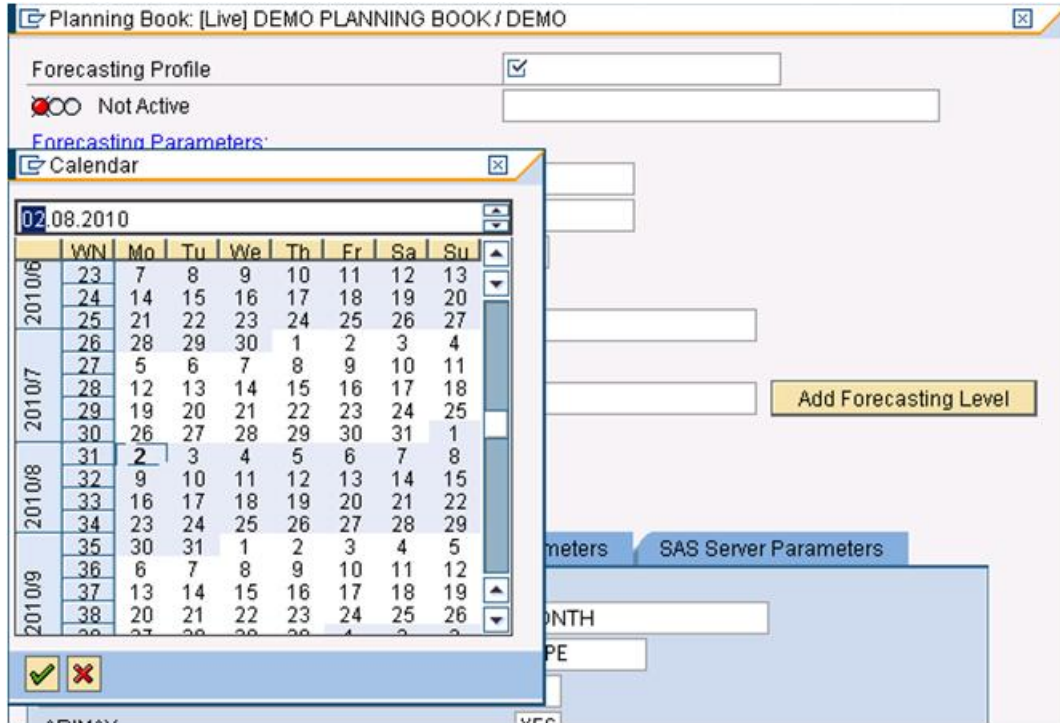 Planning Book: [Live] DEMO PLANNING BOOK / DEMO
Forecasting Profile
Not Active
Forecasting Parameters:
Calendar
02.08.2010
WN Mo Tu We Th Fr Sa Su
2010/6
23 7 8 9 10 11 12 13
24 14 15 16 17 18 19 20
25 21 22 23 24 25 26 27
2010/7
26 28 29 30 1 2 3 4
27 5 6 7 8 9 10 11
28 12 13 14 15 16 17 18
29 19 20 21 22 23 24 25
30 26 27 28 29 30 31 1
2010/8
31 2 3 4 5 6 7 8
32 9 10 11 12 13 14 15
33 16 17 18 19 20 21 22
34 23 24 25 26 27 28 29
2010/9
35 30 31 1 2 3 4 5
36 6 7 8 9 10 11 12
37 13 14 15 16 17 18 19
38 20 21 22 23 24 25 26
Add Forecasting Level
meters
SAS Server Parameters
ONTH
PE
YES